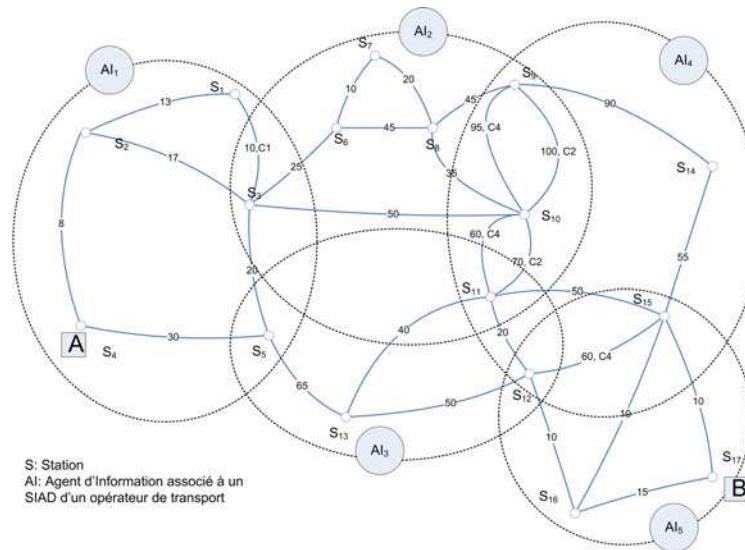 S7
AI2
AI4
AI1
S9
S1
13
10
20
45
90
S2
S6
45
S8
95, C4
100, C2
10,C1
17
25
35
S14
S3
50
S10
8
60, C4
70, C2
55
20
S11
50
S15
40
A
30
S4
S5
20
60, C4
65
S12
50
10
10
10
S13
AI3
S17
B
15
S16
AI5
S: Station
AI: Agent d'Information associé à un
SIAD d'un opérateur de transport